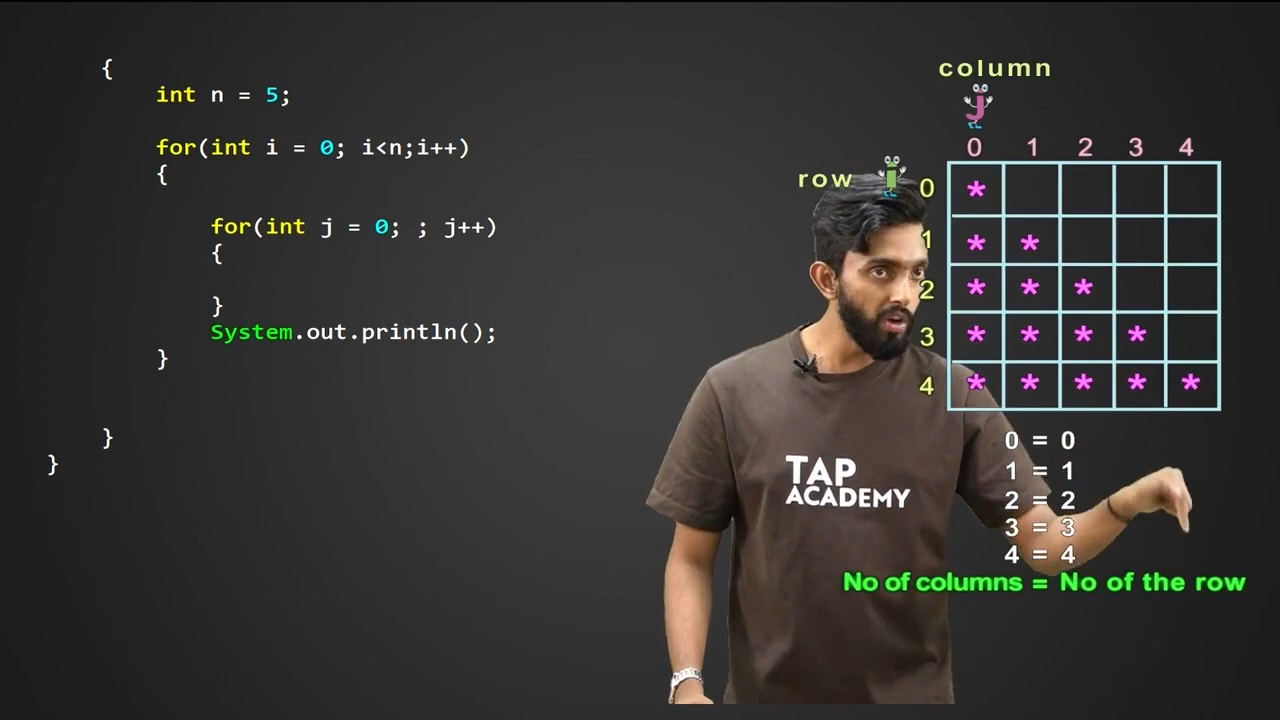 {
int n = 5;
for(int i = 0; i<n;i++)
{
for(int j = 0; ; j++)
{
}
System.out.println();
}
}
}
column
J
0 1 2 3 4
row
0 *
1 * *
2 * * *
3 * * * *
4 * * * * *
TAP
ACADEMY
0 = 0
1 = 1
2 = 2
3 = 3
4 = 4
No of columns = No of the row